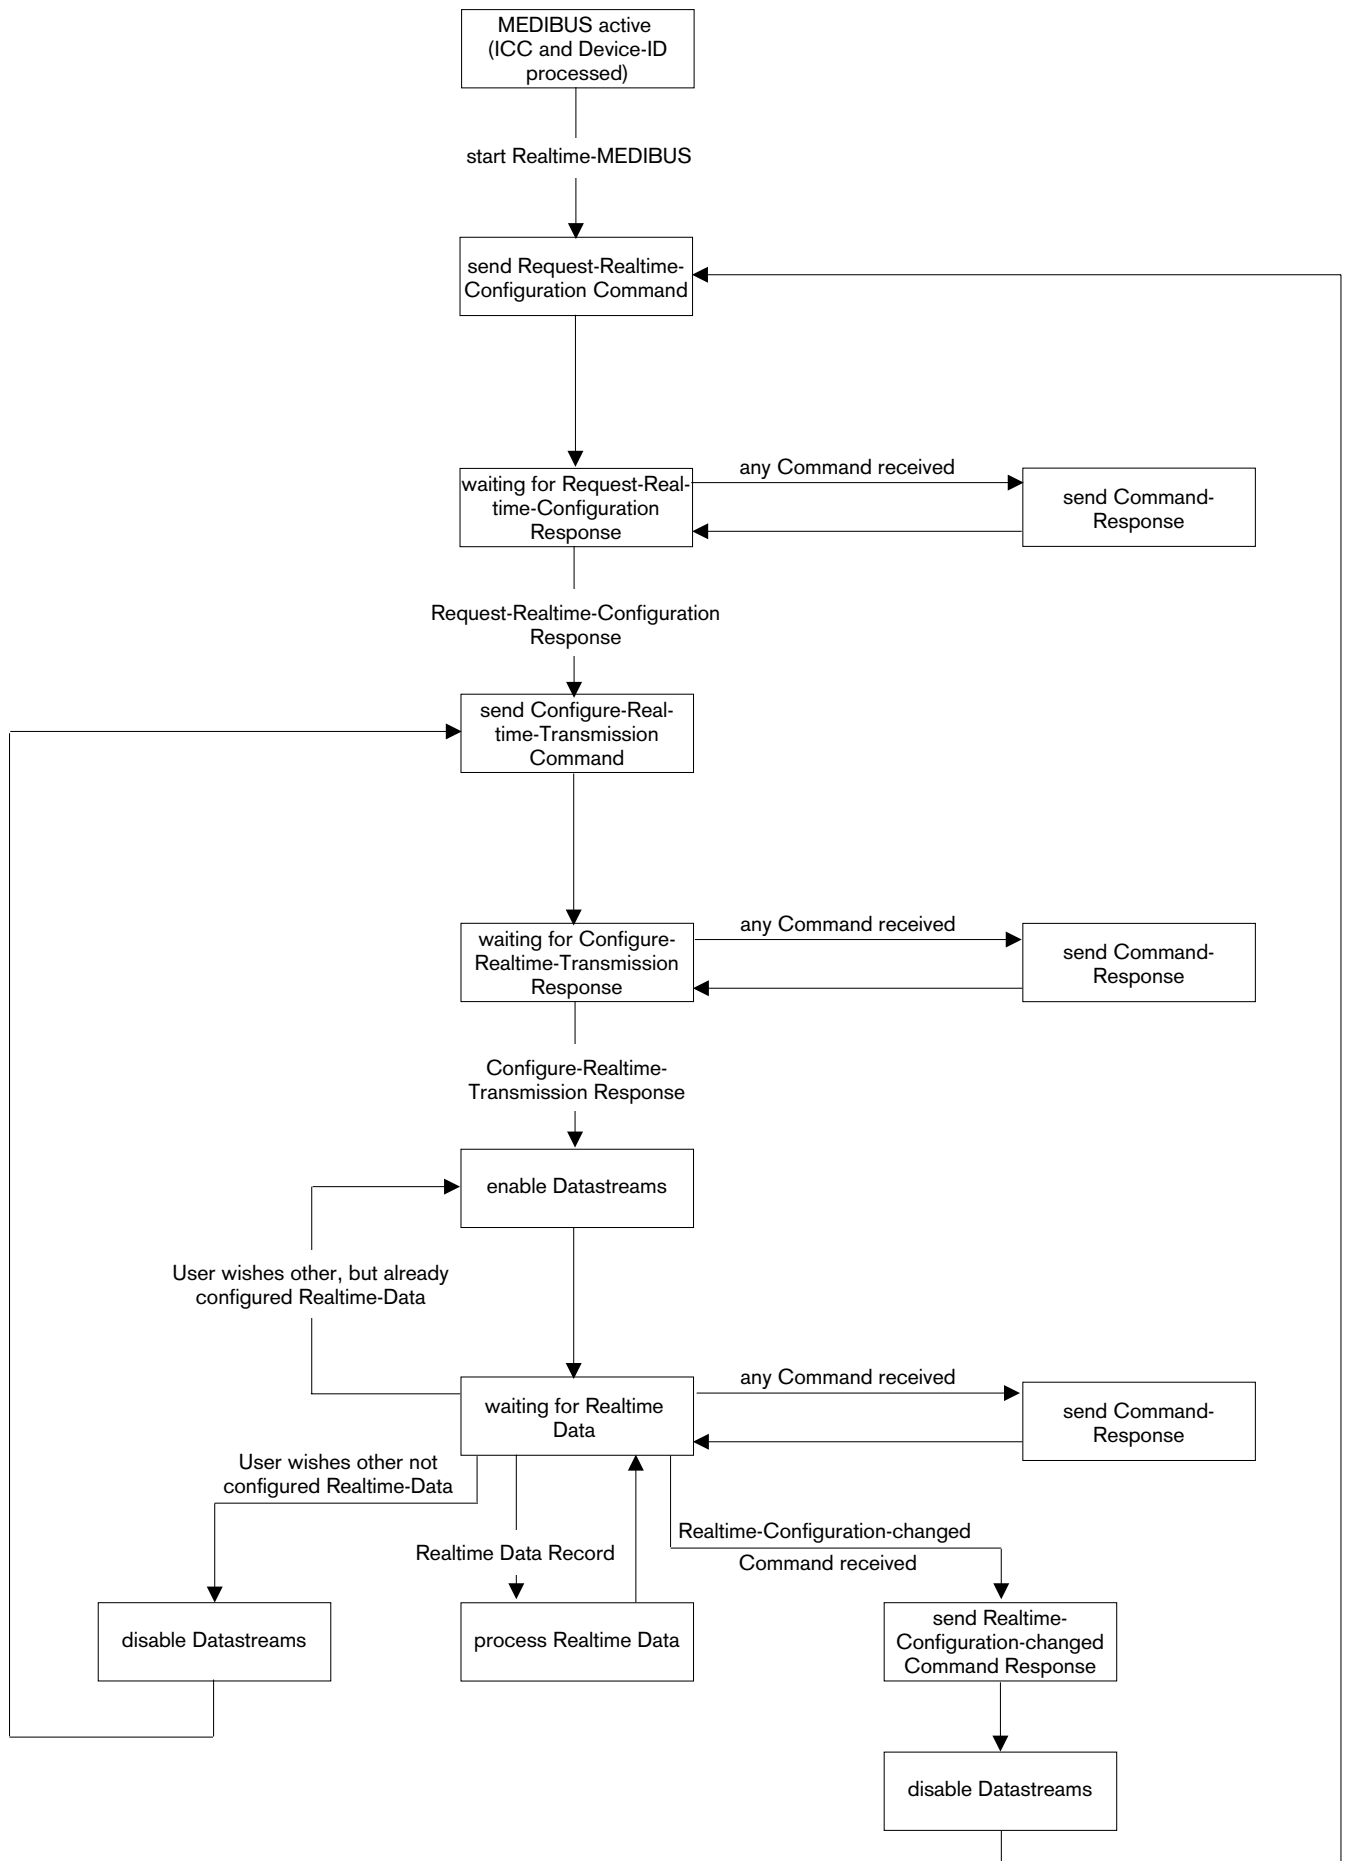 MEDIBUS active
(ICC and Device-ID
processed)
start Realtime-MEDIBUS
send Request-Realtime-
Configuration Command
any Command received
waiting for Request-Real-
time-Configuration
Response
send Command-
Response
Request-Realtime-Configuration
Response
send Configure-Real-
time-Transmission
Command
any Command received
waiting for Configure-
Realtime-Transmission
Response
send Command-
Response
Configure-Realtime-
Transmission Response
enable Datastreams
User wishes other, but already
configured Realtime-Data
any Command received
waiting for Realtime
Data
send Command-
Response
User wishes other not
configured Realtime-Data
Realtime Data Record
Realtime-Configuration-changed
Command received
disable Datastreams
process Realtime Data
send Realtime-
Configuration-changed
Command Response
disable Datastreams